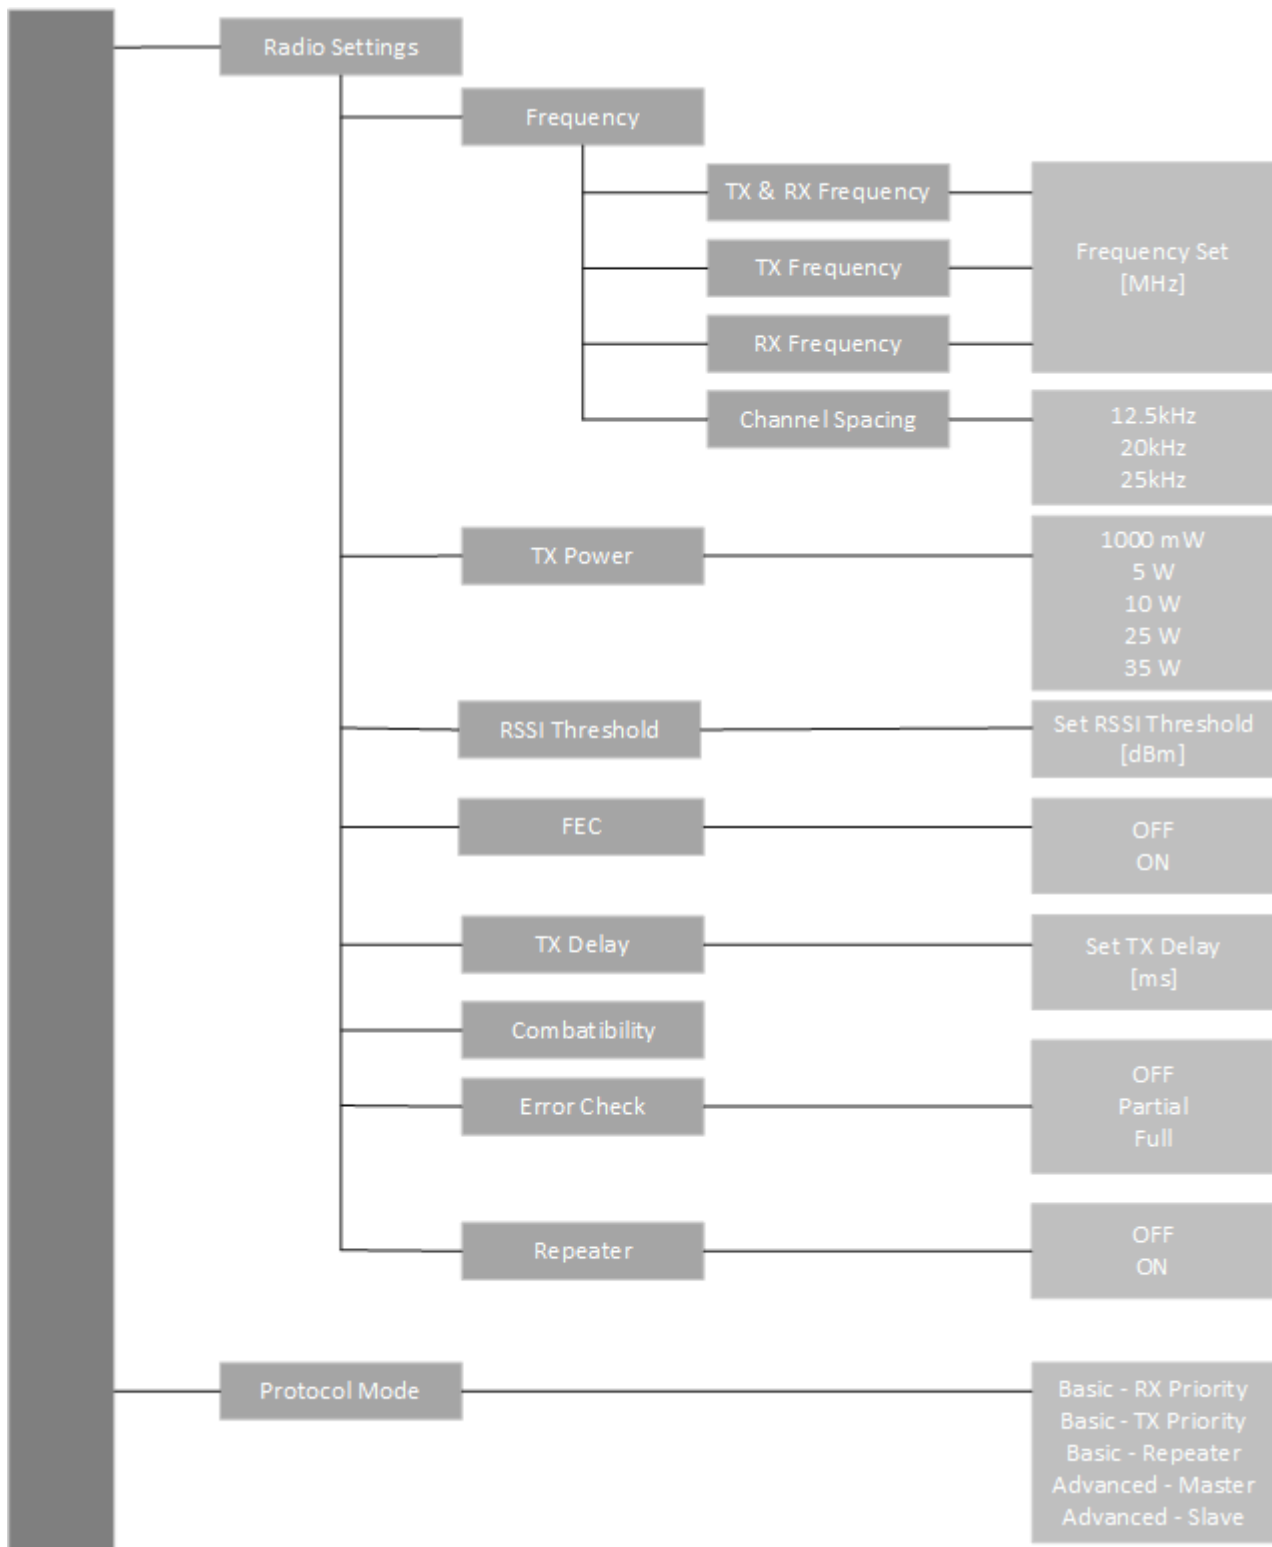 Radio Settings
Frequency
TX & RX Frequency
TX Frequency
RX Frequency
Frequency Set
[MHz]
Channel Spacing
12.5kHz
20kHz
25kHz
TX Power
1000 mW
5 W
10 W
25 W
35 W
RSSI Threshold
Set RSSI Threshold
[dBm]
FEC
OFF
ON
TX Delay
Set TX Delay
[ms]
Combatibility
Error Check
OFF
Partial
Full
Repeater
OFF
ON
Protocol Mode
Basic - RX Priority
Basic - TX Priority
Basic - Repeater
Advanced - Master
Advanced - Slave